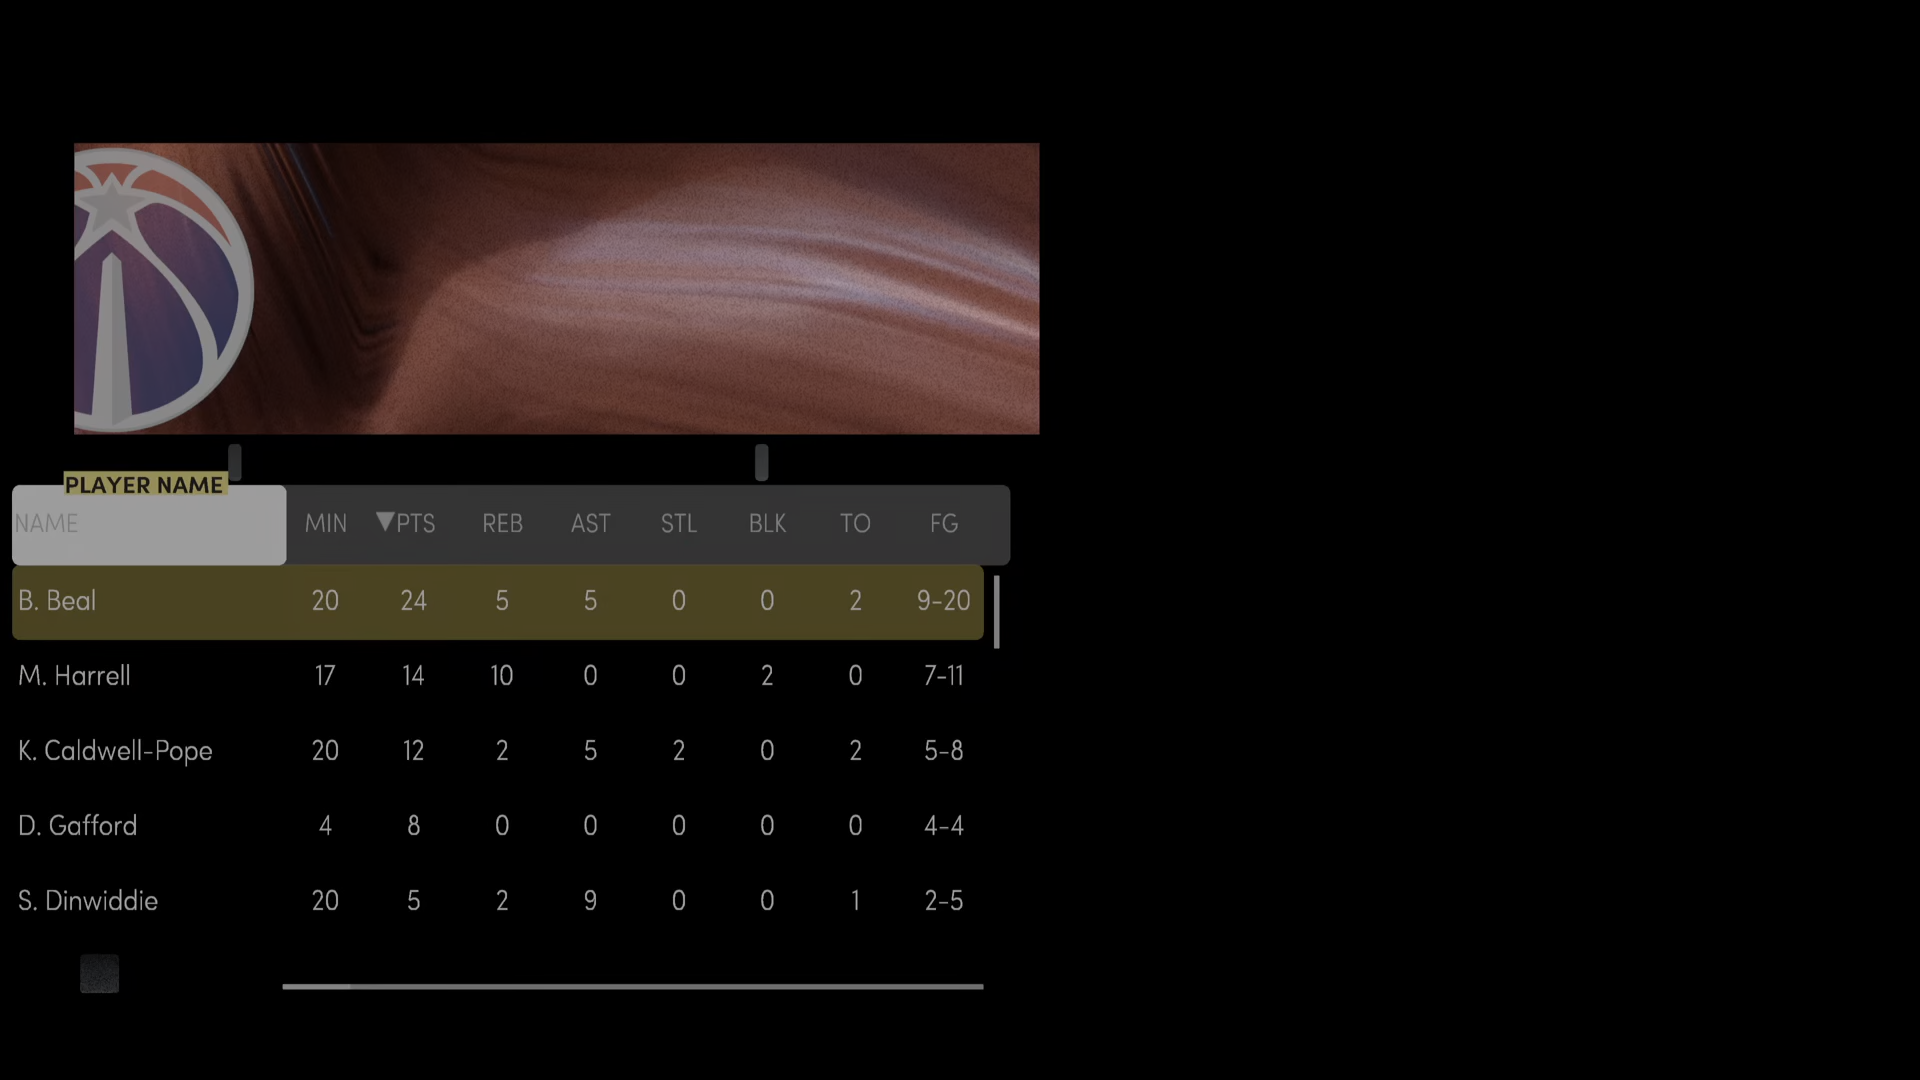 PLAYER NAME
NAME MIN ▼PTS REB AST STL BLK TO FG
B. Beal 20 24 5 5 0 0 2 9-20
M. Harrell 17 14 10 0 0 2 0 7-11
K. Caldwell-Pope 20 12 2 5 2 0 2 5-8
D. Gafford 4 8 0 0 0 0 0 4-4
S. Dinwiddie 20 5 2 9 0 0 1 2-5